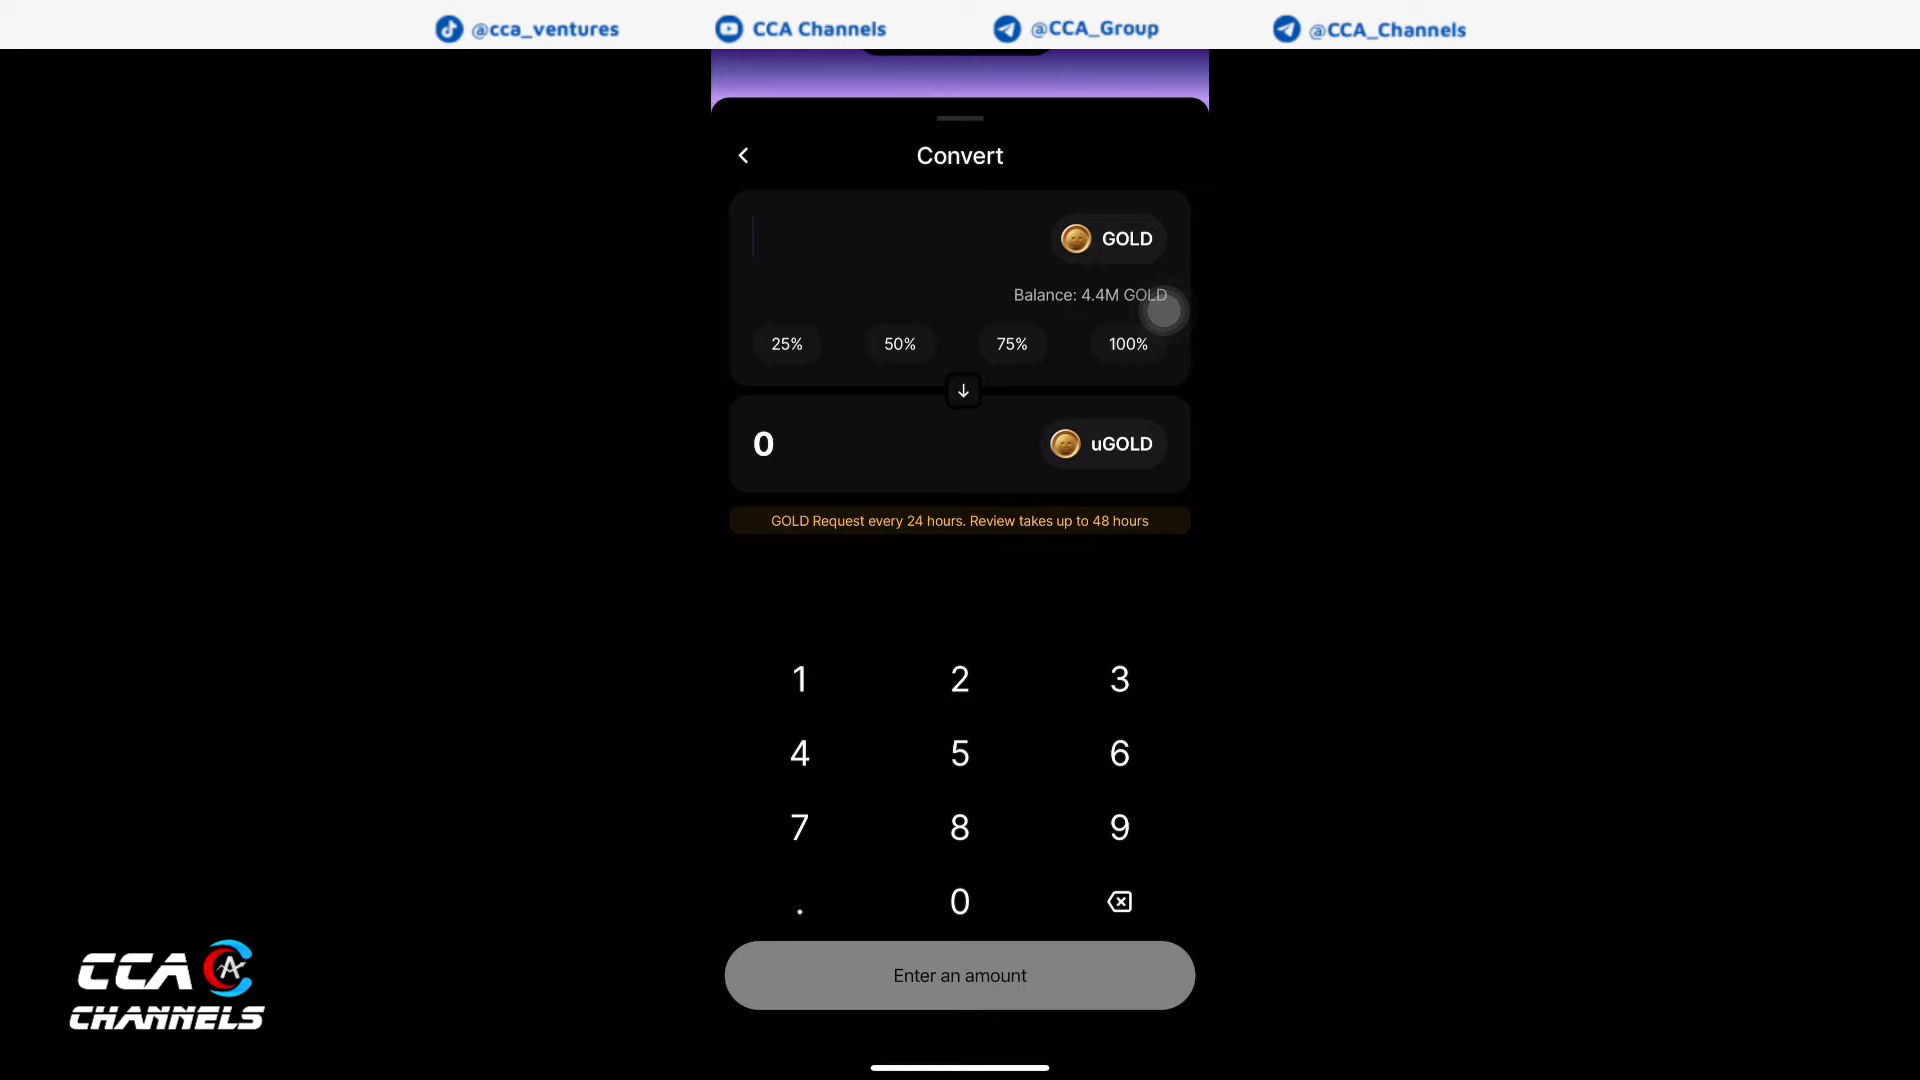 @cca_ventures
CCA Channels
@CCA_Group
@CCA_Channels
Convert
GOLD
Balance: 4.4M GOLD
25%
50%
75%
100%
0
uGOLD
GOLD Request every 24 hours. Review takes up to 48 hours
1
2
3
4
5
6
7
8
9
.
0
Enter an amount
CCA
CHANNELS